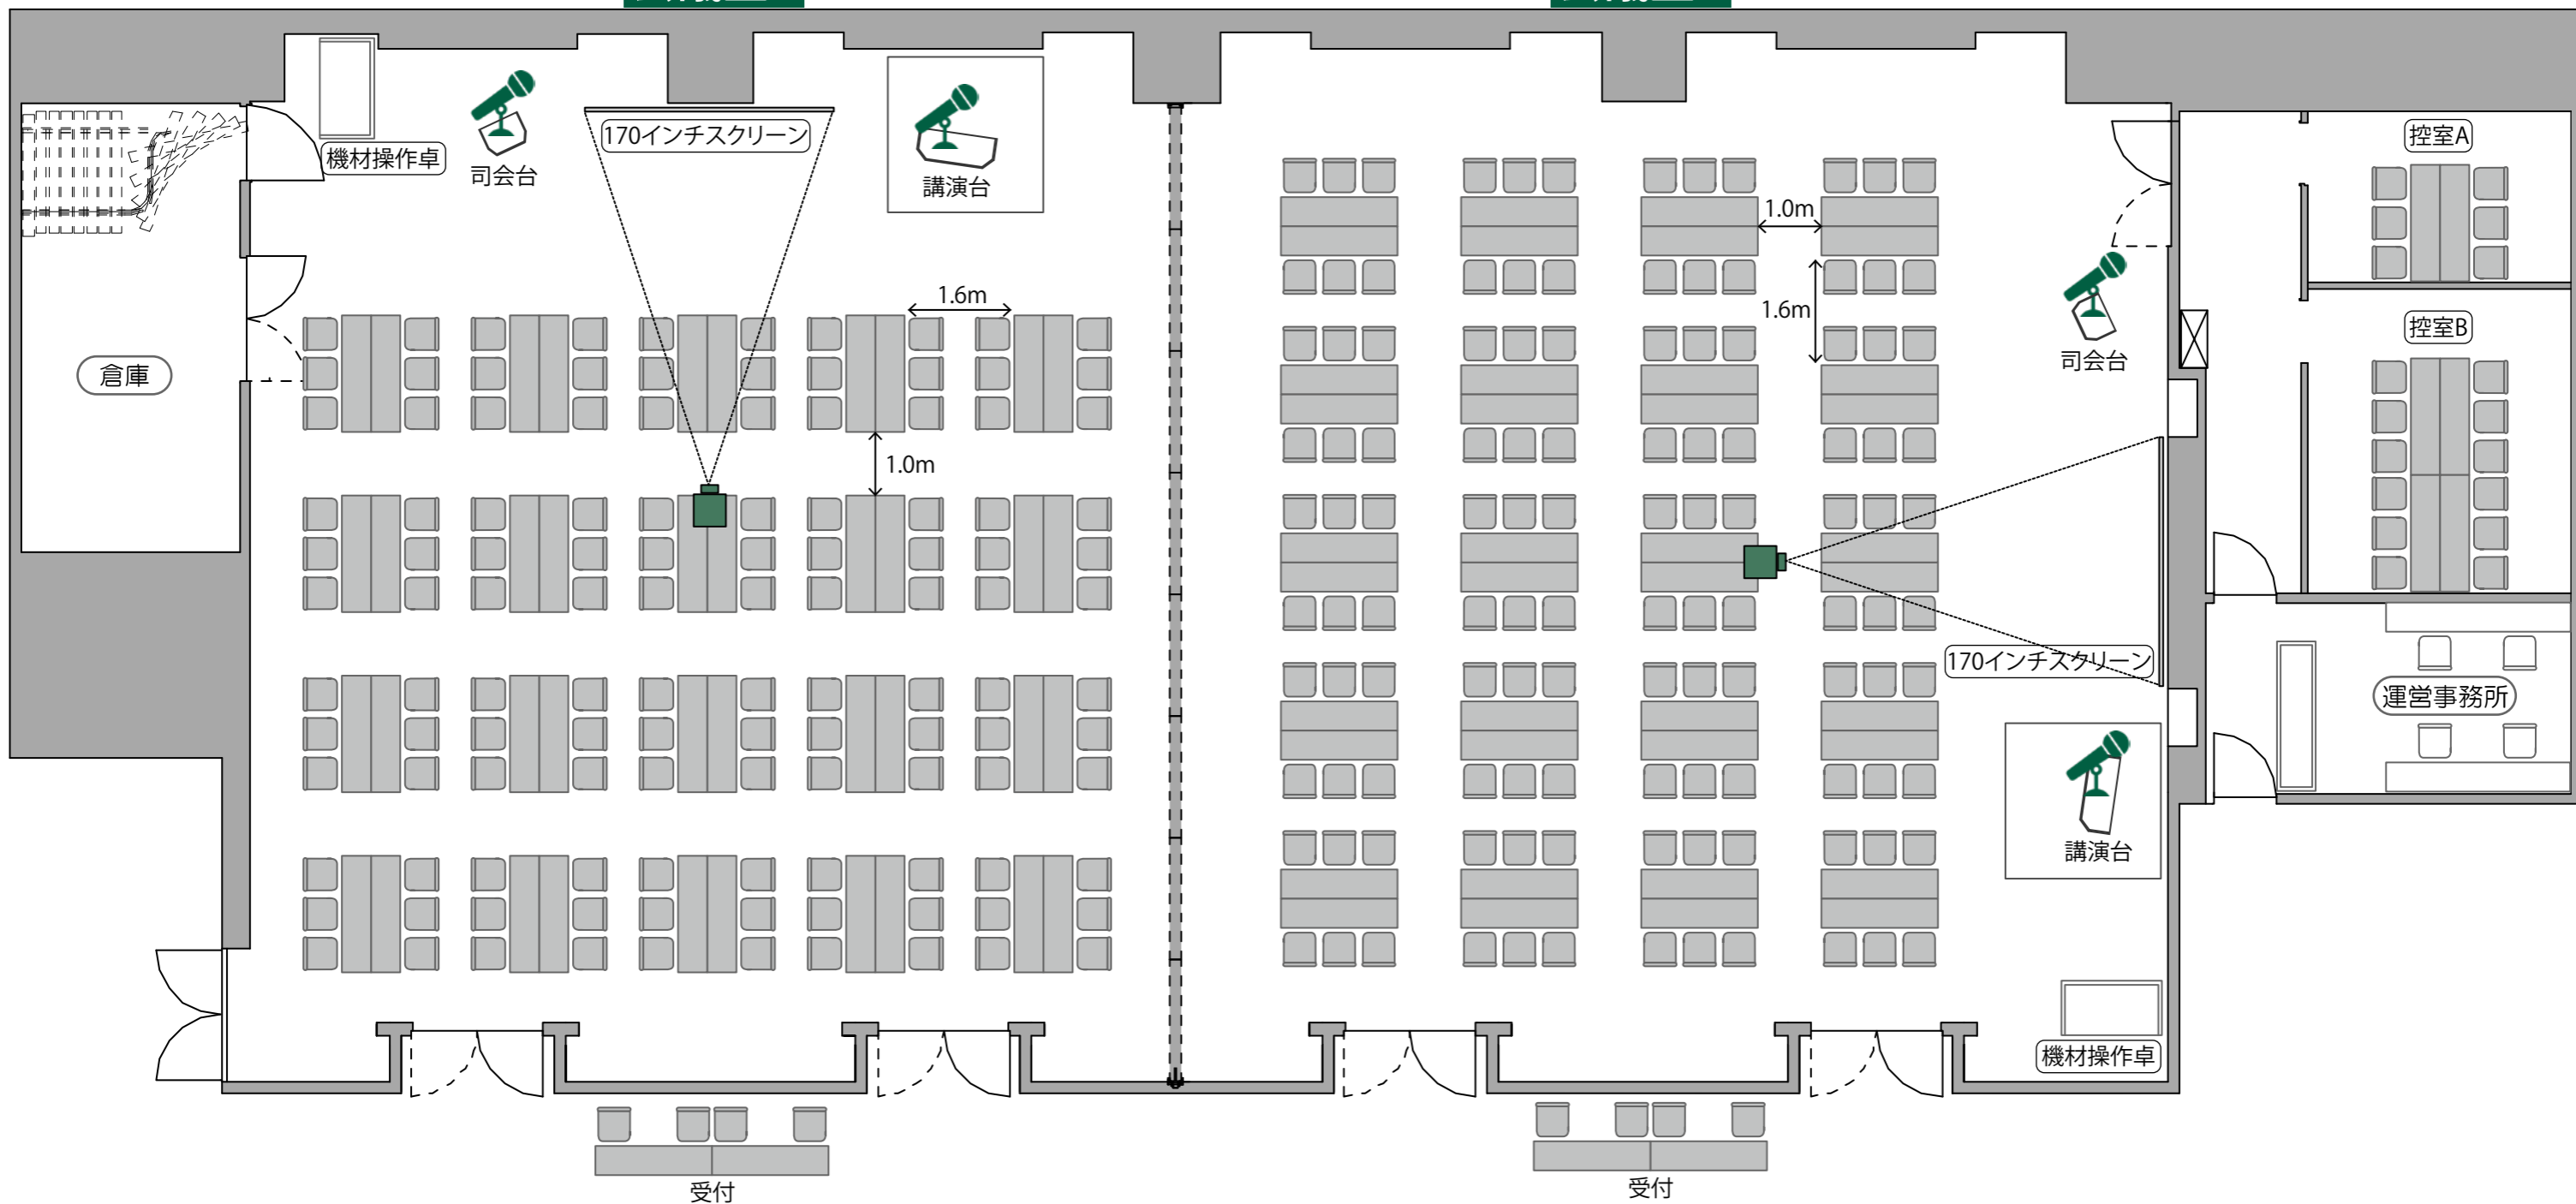 機材操作卓
司会台
170インチスクリーン
講演台
1.6m
1.0m
倉庫
受付
1.0m
1.6m
司会台
170インチスクリーン
講演台
機材操作卓
受付
控室A
控室B
運営事務所